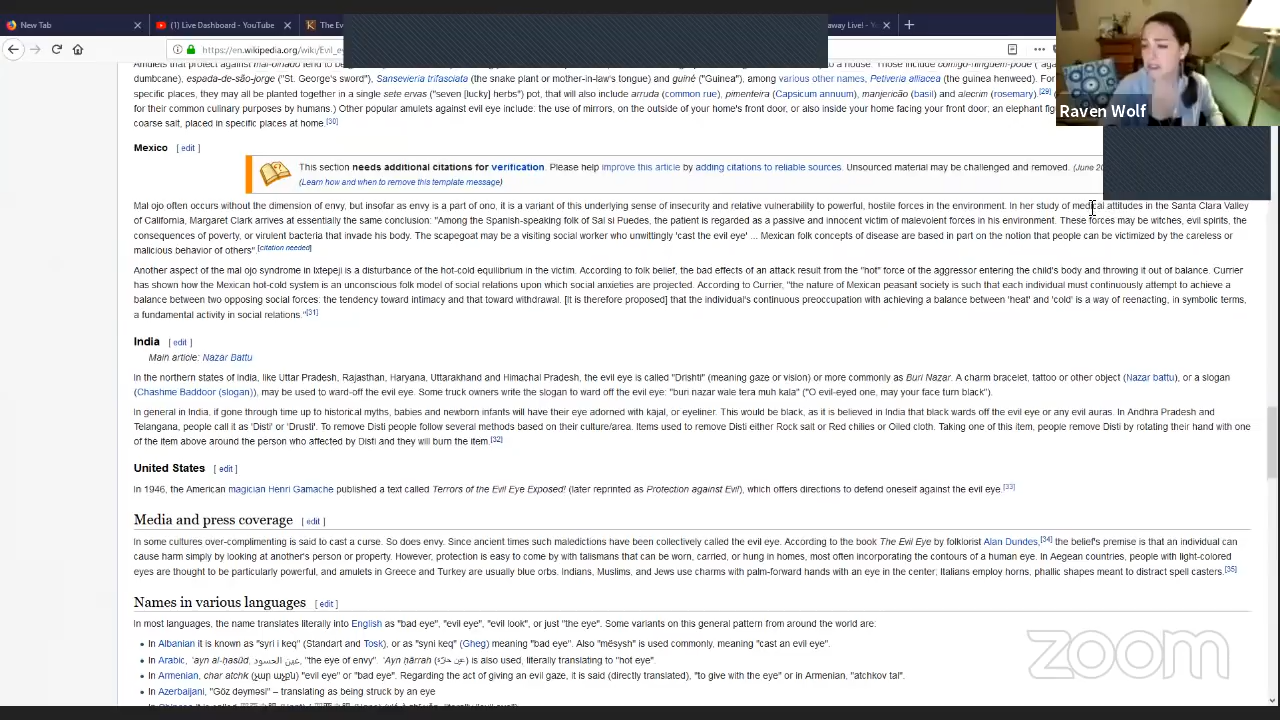 New Tab
(1) Live Dashboard - YouTube
The Ev
away Live! - Yo
https://en.wikipedia.org/wiki/Evil_e
Raven Wolf
Amulets that protect against mal-olhado tend to be
to a house. Those include comigo-ninguém-pode ("ag
dumbcane), espada-de-são-jorge ("St. George's sword"), Sansevieria trifasciata (the snake plant or mother-in-law's tongue) and guiné ("Guinea"), among various other names, Petiveria alliacea (the guinea henweed). For
specific places, they may all be planted together in a single sete ervas ("seven [lucky] herbs") pot, that will also include arruda (common rue), pimenteira (Capsicum annuum), manjericão (basil) and alecrim (rosemary).[29]
for their common culinary purposes by humans.) Other popular amulets against evil eye include: the use of mirrors, on the outside of your home's front door, or also inside your home facing your front door; an elephant fig
coarse salt, placed in specific places at home.[30]
Mexico [ edit ]
This section needs additional citations for verification. Please help improve this article by adding citations to reliable sources. Unsourced material may be challenged and removed. (June 20
(Learn how and when to remove this template message)
Mal ojo often occurs without the dimension of envy, but insofar as envy is a part of ono, it is a variant of this underlying sense of insecurity and relative vulnerability to powerful, hostile forces in the environment. In her study of medical attitudes in the Santa Clara Valley
of California, Margaret Clark arrives at essentially the same conclusion: "Among the Spanish-speaking folk of Sal si Puedes, the patient is regarded as a passive and innocent victim of malevolent forces in his environment. These forces may be witches, evil spirits, the
consequences of poverty, or virulent bacteria that invade his body. The scapegoat may be a visiting social worker who unwittingly 'cast the evil eye' ... Mexican folk concepts of disease are based in part on the notion that people can be victimized by the careless or
malicious behavior of others".[citation needed]
Another aspect of the mal ojo syndrome in Ixtepeji is a disturbance of the hot-cold equilibrium in the victim. According to folk belief, the bad effects of an attack result from the "hot" force of the aggressor entering the child's body and throwing it out of balance. Currier
has shown how the Mexican hot-cold system is an unconscious folk model of social relations upon which social anxieties are projected. According to Currier, "the nature of Mexican peasant society is such that each individual must continuously attempt to achieve a
balance between two opposing social forces: the tendency toward intimacy and that toward withdrawal. [It is therefore proposed] that the individual's continuous preoccupation with achieving a balance between 'heat' and 'cold' is a way of reenacting, in symbolic terms,
a fundamental activity in social relations."[31]
India [ edit ]
Main article: Nazar Battu
In the northern states of India, like Uttar Pradesh, Rajasthan, Haryana, Uttarakhand and Himachal Pradesh, the evil eye is called "Drishti" (meaning gaze or vision) or more commonly as Buri Nazar. A charm bracelet, tattoo or other object (Nazar battu), or a slogan
(Chashme Baddoor (slogan)), may be used to ward-off the evil eye. Some truck owners write the slogan to ward off the evil eye: "buri nazar wale tera muh kala" ("O evil-eyed one, may your face turn black").
In general in India, if gone through time up to historical myths, babies and newborn infants will have their eye adorned with kājal, or eyeliner. This would be black, as it is believed in India that black wards off the evil eye or any evil auras. In Andhra Pradesh and
Telangana, people call it as 'Disti' or 'Drusti'. To remove Disti people follow several methods based on their culture/area. Items used to remove Disti either Rock salt or Red chilies or Oiled cloth. Taking one of this item, people remove Disti by rotating their hand with one
of the item above around the person who affected by Disti and they will burn the item.[32]
United States [ edit ]
In 1946, the American magician Henri Gamache published a text called Terrors of the Evil Eye Exposed! (later reprinted as Protection against Evil), which offers directions to defend oneself against the evil eye.[33]
Media and press coverage [ edit ]
In some cultures over-complimenting is said to cast a curse. So does envy. Since ancient times such maledictions have been collectively called the evil eye. According to the book The Evil Eye by folklorist Alan Dundes,[34] the belief's premise is that an individual can
cause harm simply by looking at another's person or property. However, protection is easy to come by with talismans that can be worn, carried, or hung in homes, most often incorporating the contours of a human eye. In Aegean countries, people with light-colored
eyes are thought to be particularly powerful, and amulets in Greece and Turkey are usually blue orbs. Indians, Muslims, and Jews use charms with palm-forward hands with an eye in the center; Italians employ horns, phallic shapes meant to distract spell casters.[35]
Names in various languages [ edit ]
In most languages, the name translates literally into English as "bad eye", "evil eye", "evil look", or just "the eye". Some variants on this general pattern from around the world are:
• In Albanian it is known as "syri i keq" (Standart and Tosk), or as "syni keq" (Gheg) meaning "bad eye". Also "mësysh" is used commonly, meaning "cast an evil eye".
• In Arabic, ʿayn al-ḥasūd, عين الحسود, "the eye of envy". ʿAyn ḥārrah (عين حارّة) is also used, literally translating to "hot eye".
• In Armenian, char atchk (չար աչք) "evil eye" or "bad eye". Regarding the act of giving an evil gaze, it is said (directly translated), "to give with the eye" or in Armenian, "atchkov tal".
• In Azerbaijani, "Göz dəyməsi" – translating as being struck by an eye
zoom